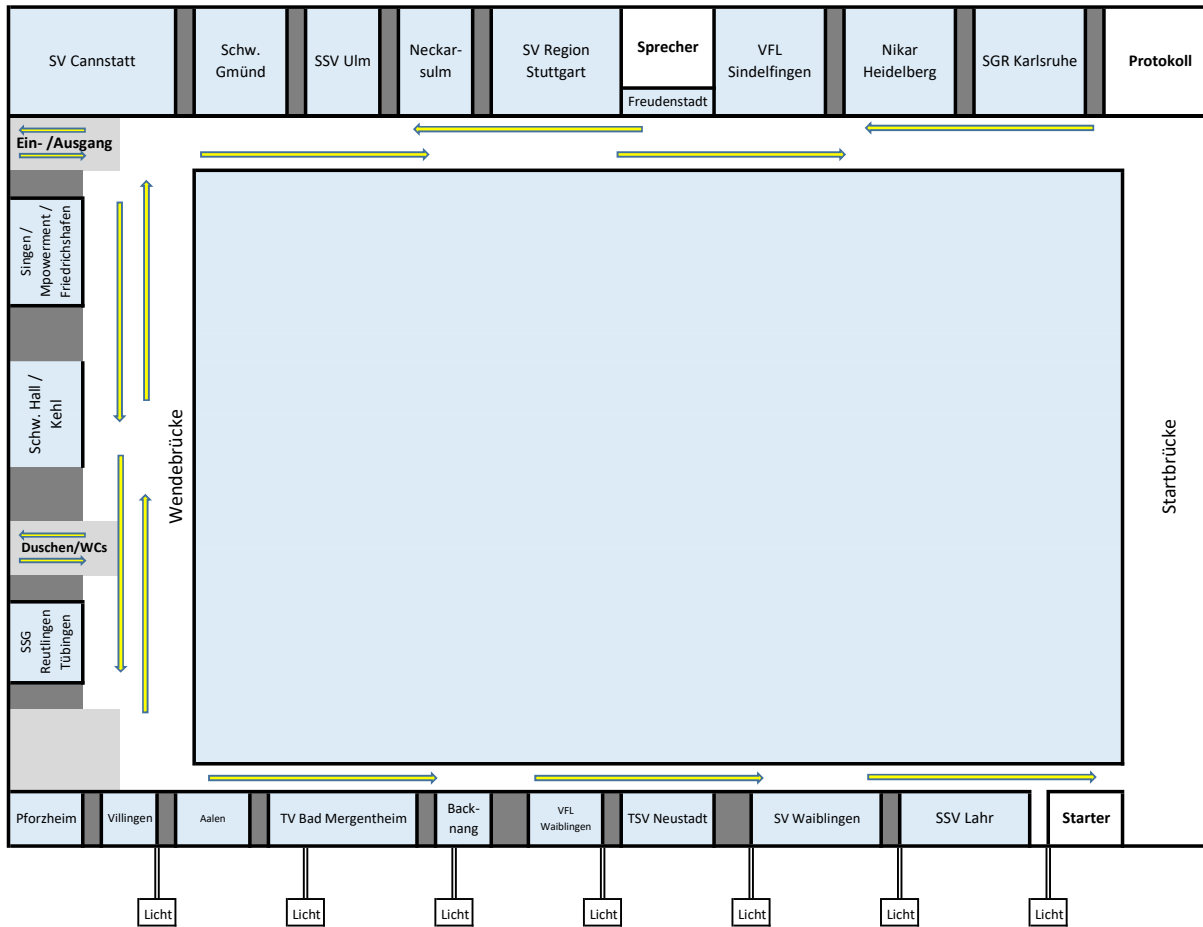 SV Cannstatt
Schw.
Gmünd
SSV Ulm
Neckar-
sulm
SV Region
Stuttgart
Sprecher
Freudenstadt
VFL
Sindelfingen
Nikar
Heidelberg
SGR Karlsruhe
Protokoll
Ein- /Ausgang
Singen /
Mpowerment /
Friedrichshafen
Schw. Hall /
Kehl
Duschen/WCs
SSG
Reutlingen
Tübingen
Wendebrücke
Startbrücke
Pforzheim
Villingen
Aalen
TV Bad Mergentheim
Back-
nang
VFL
Waiblingen
TSV Neustadt
SV Waiblingen
SSV Lahr
Starter
Licht
Licht
Licht
Licht
Licht
Licht
Licht